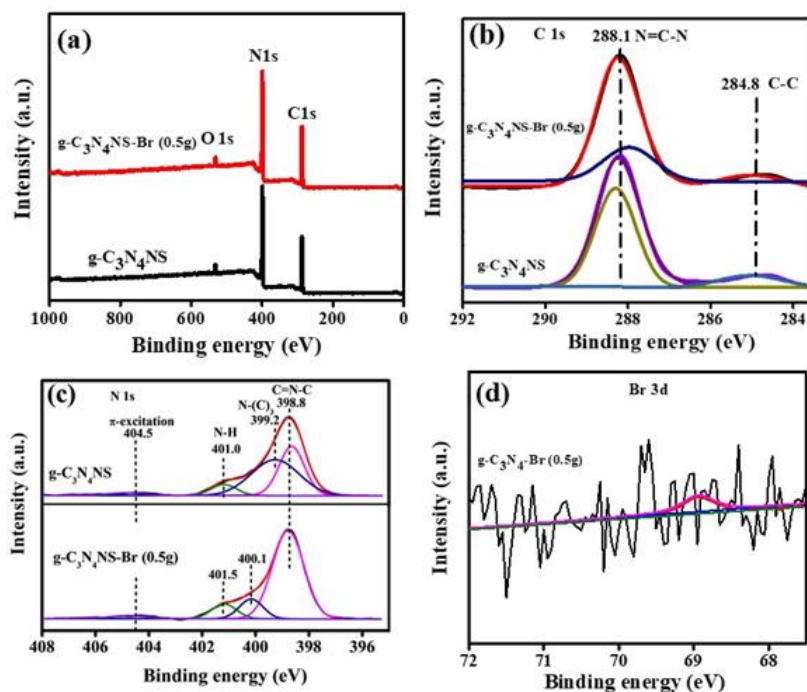 (a)
N1s
C1s
O 1s
g-C3N4NS-Br (0.5g)
g-C3N4NS
Intensity (a.u.)
1000 800 600 400 200 0
Binding energy (eV)
(b)
C 1s
288.1 N=C-N
284.8 C-C
g-C3N4NS-Br (0.5g)
g-C3N4NS
Intensity (a.u.)
292 290 288 286 284
Binding energy (eV)
(c)
N 1s
π-excitation
404.5
N-H
401.0
N-(C)3
399.2
C=N-C
398.8
g-C3N4NS
g-C3N4NS-Br (0.5g)
401.5
400.1
Intensity (a.u.)
408 406 404 402 400 398 396
Binding energy (eV)
(d)
Br 3d
g-C3N4-Br (0.5g)
Intensity (a.u.)
72 71 70 69 68
Binding energy (eV)